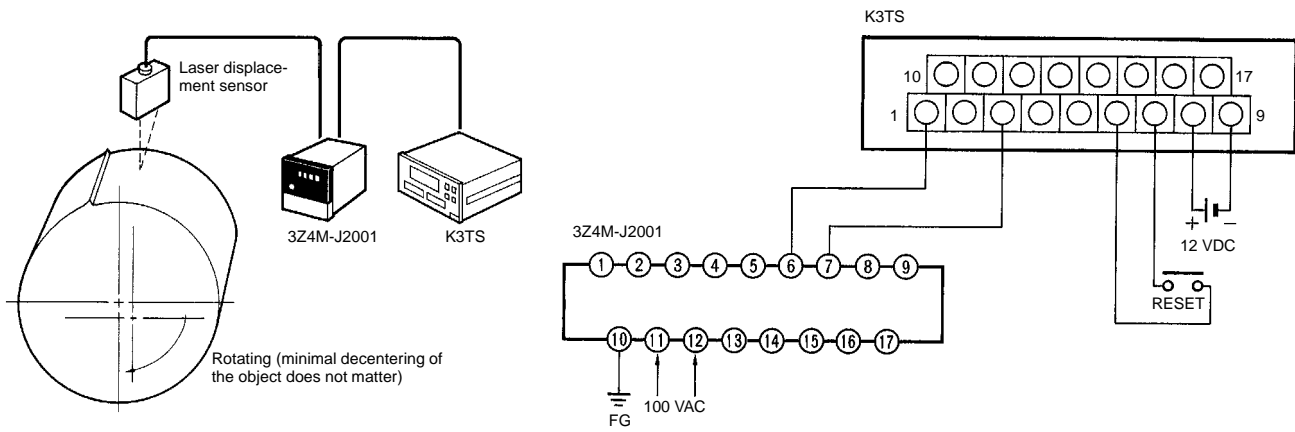 Laser displace-
ment sensor
3Z4M-J2001
K3TS
Rotating (minimal decentering of
the object does not matter)
K3TS
10
17
1
9
+ −
12 VDC
RESET
3Z4M-J2001
1 2 3 4 5 6 7 8 9
10 11 12 13 14 15 16 17
100 VAC
FG